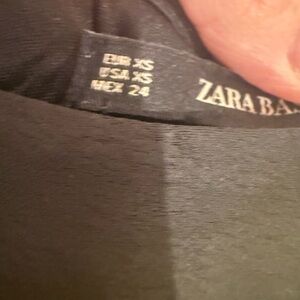 EUR XS
USA XS
MEX 24
ZARA BA